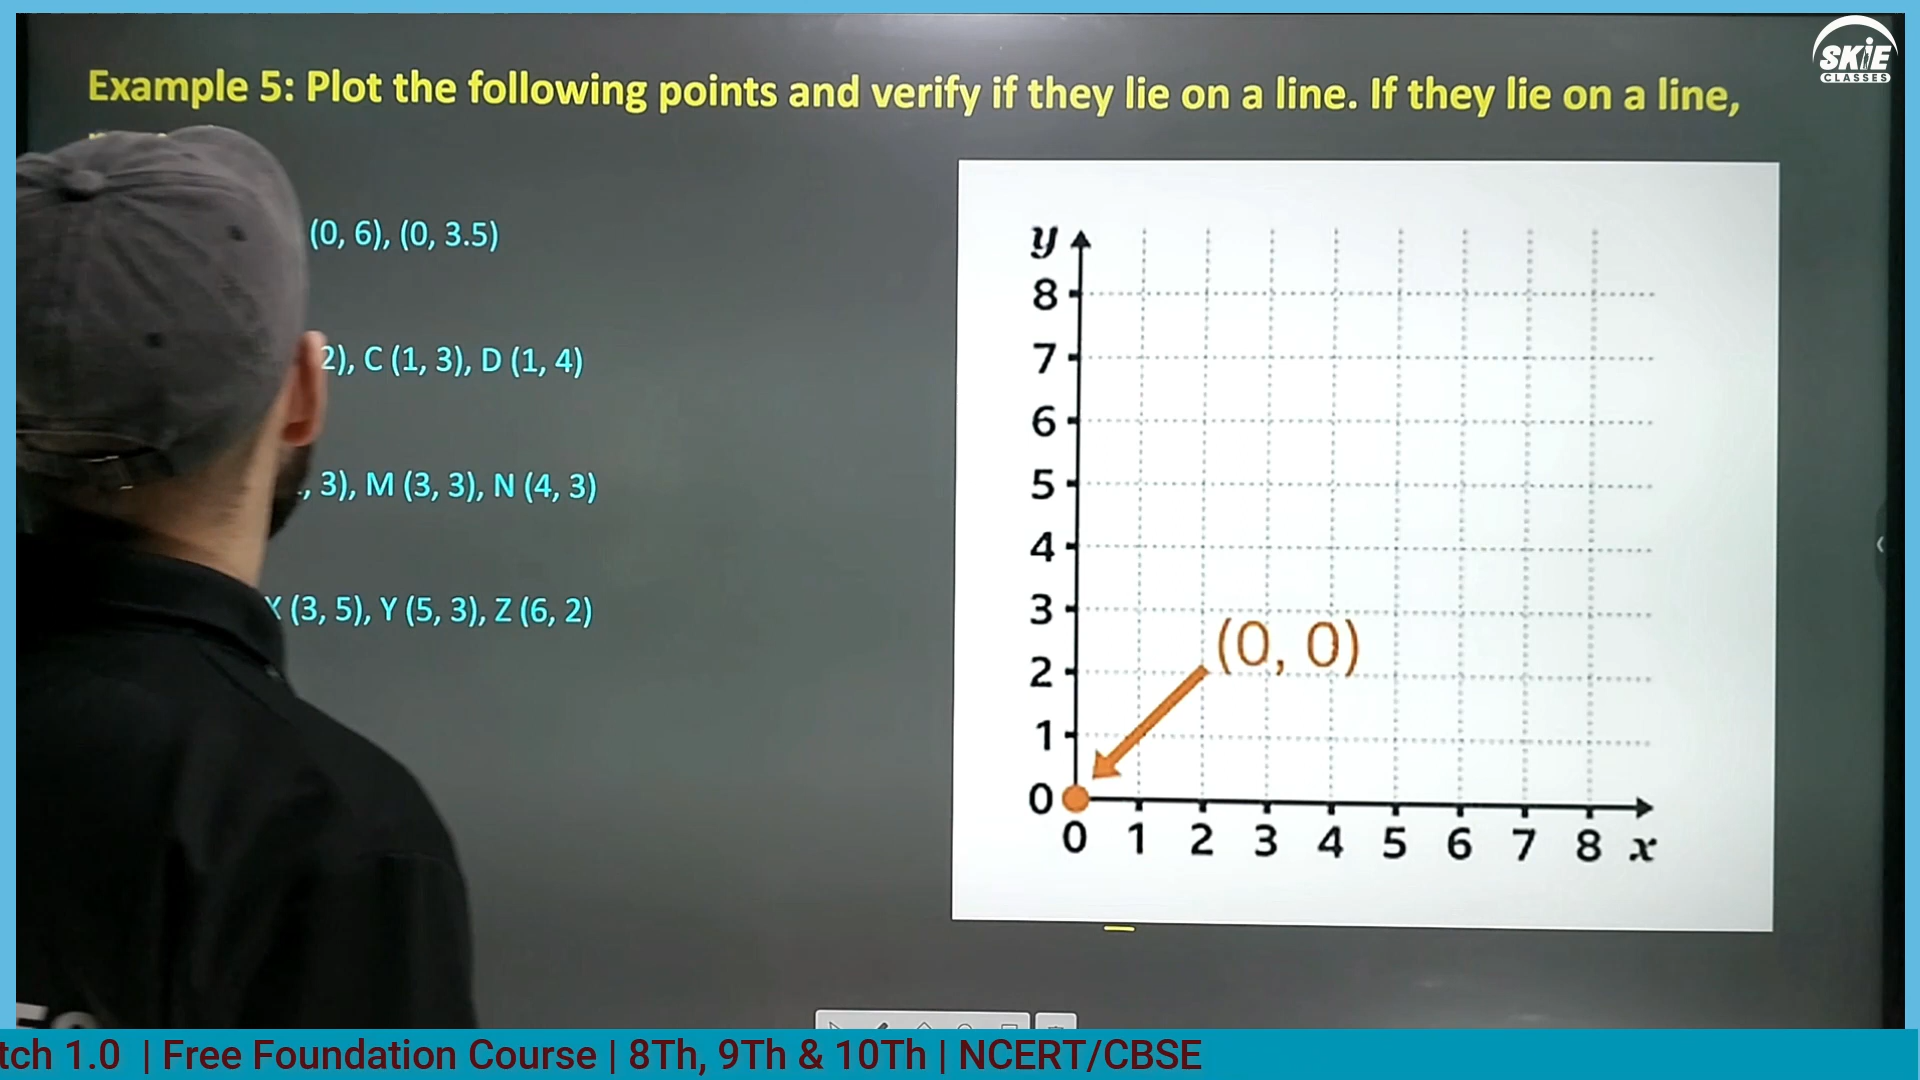 SKIE
CLASSES
Example 5: Plot the following points and verify if they lie on a line. If they lie on a line,
(0, 6), (0, 3.5)
2), C (1, 3), D (1, 4)
, 3), M (3, 3), N (4, 3)
X (3, 5), Y (5, 3), Z (6, 2)
y
8
7
6
5
4
3
2
1
0
(0, 0)
0 1 2 3 4 5 6 7 8 x
tch 1.0 | Free Foundation Course | 8Th, 9Th & 10Th | NCERT/CBSE